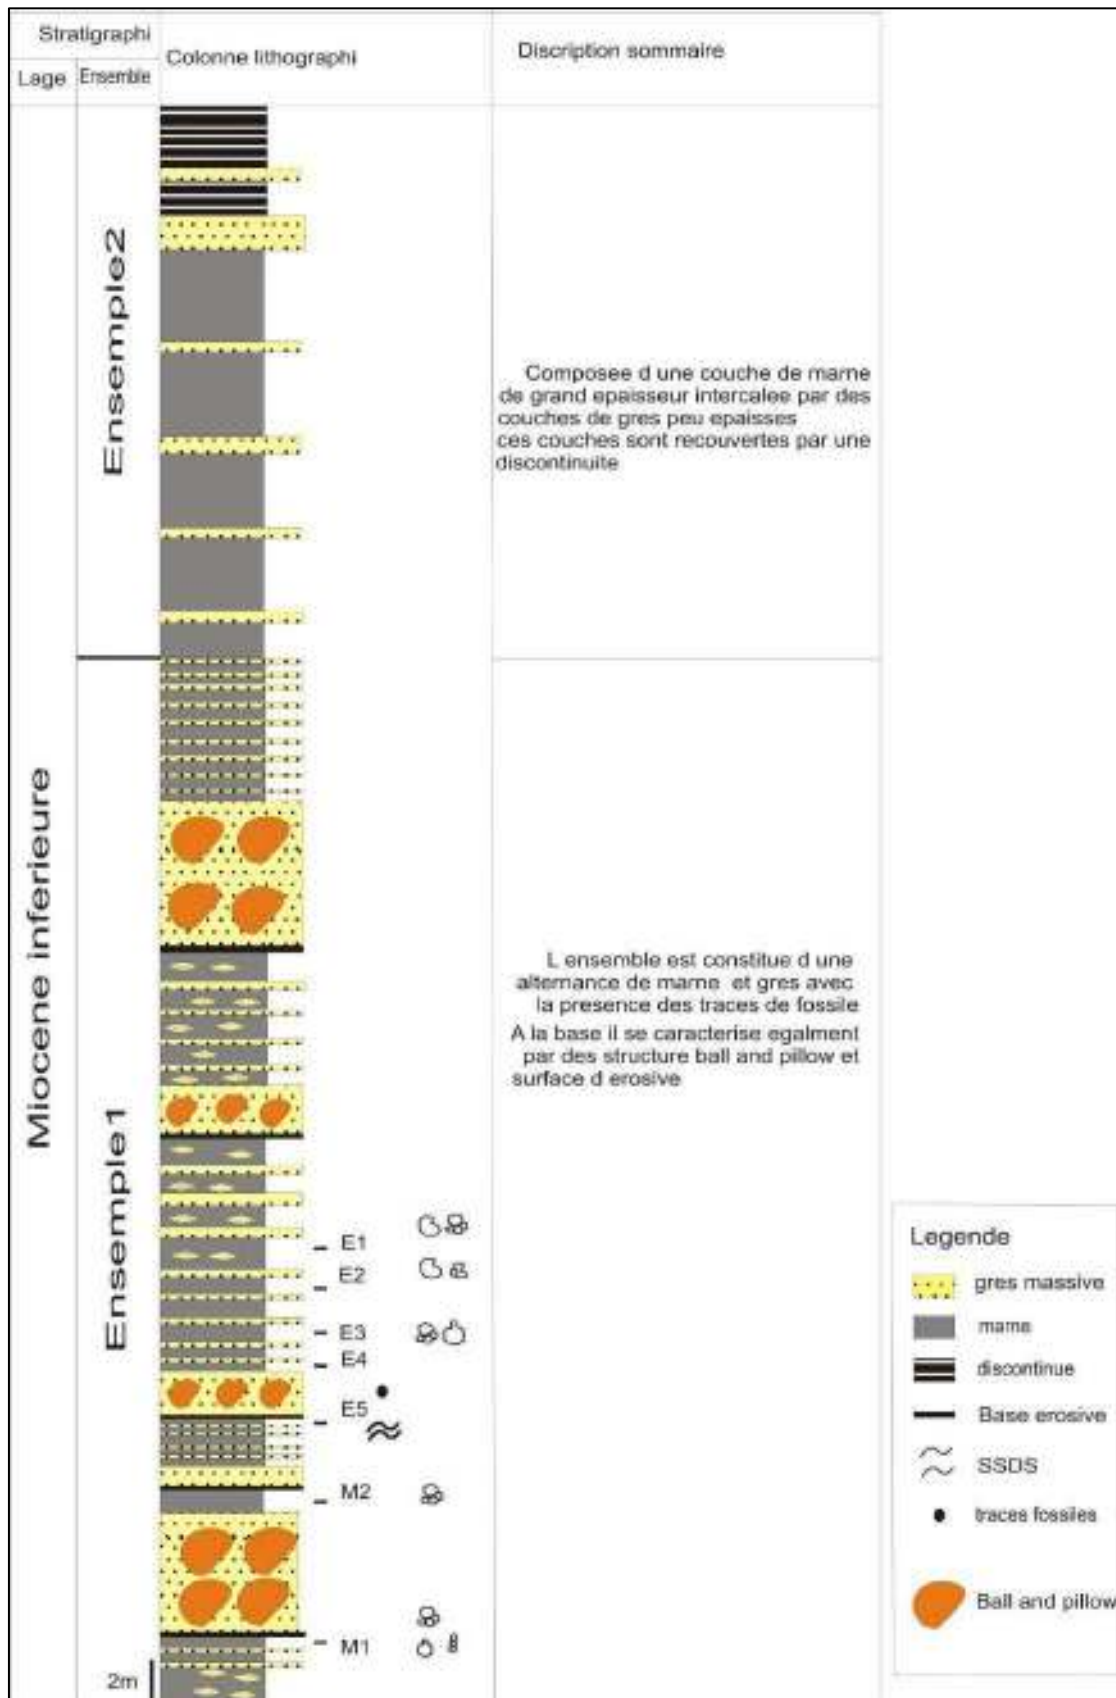 Stratigraphi
Colonne lithographi
Discription sommaire
Lage
Ensemble
Miocene inferieure
Ensemple2
Composee d une couche de marne
de grand epaisseur intercalee par des
couches de gres peu epaisses
ces couches sont recouvertes par une
discontinuite
Ensemple1
L ensemble est constitue d une
alternance de marne et gres avec
la presence des traces de fossile
A la base il se caracterise egalment
par des structure ball and pillow et
surface d erosive
E1
E2
E3
E4
E5
M2
M1
2m
Legende
gres massive
marne
discontinue
Base erosive
SSDS
traces fossiles
Ball and pillow